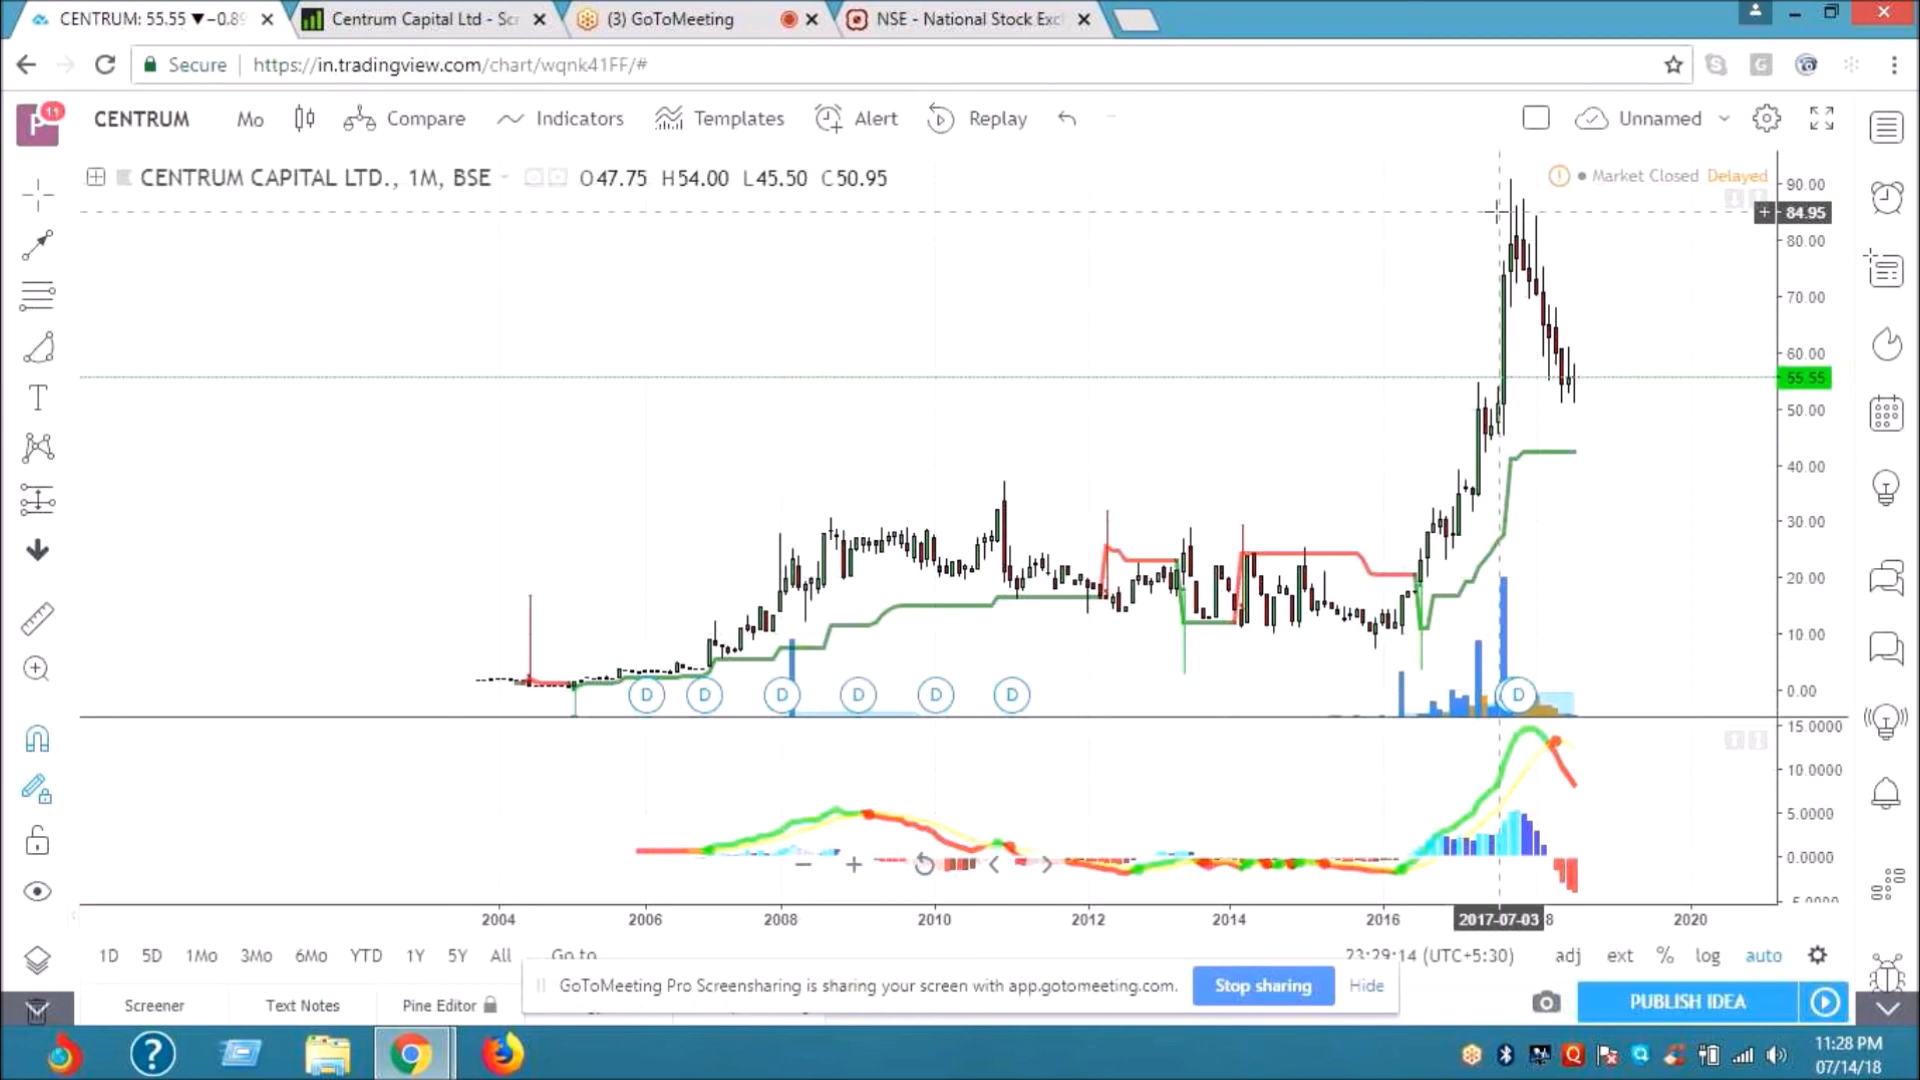 CENTRUM: 55.55 ▼−0.89
Centrum Capital Ltd - Sc
(3) GoToMeeting
NSE - National Stock Exc
Secure
https://in.tradingview.com/chart/wqnk41FF/#
P
11
CENTRUM
Mo
Compare
Indicators
Templates
Alert
Replay
Unnamed
CENTRUM CAPITAL LTD., 1M, BSE
O47.75 H54.00 L45.50 C50.95
Market Closed
Delayed
90.00
84.95
80.00
70.00
60.00
55.55
50.00
40.00
30.00
20.00
10.00
0.00
D D D D D D D
15.0000
10.0000
5.0000
0.0000
2004 2006 2008 2010 2012 2014 2016 2017-07-03 8 2020
1D 5D 1Mo 3Mo 6Mo YTD 1Y 5Y All Go to
23:29:14 (UTC+5:30)
adj ext % log auto
GoToMeeting Pro Screensharing is sharing your screen with app.gotomeeting.com.
Stop sharing
Hide
Screener
Text Notes
Pine Editor
PUBLISH IDEA
11:28 PM
07/14/18